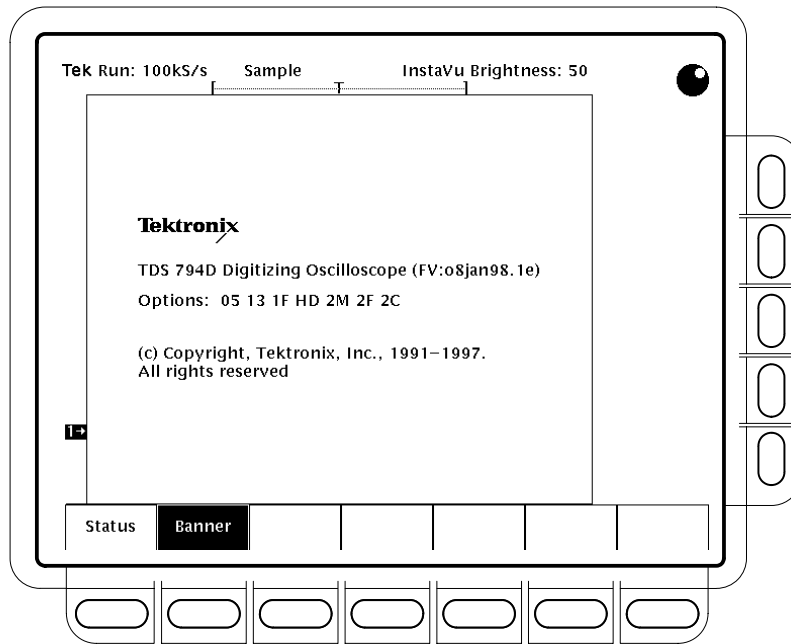 Tek Run: 100kS/s Sample InstaVu Brightness: 50
T
Tektronix
TDS 794D Digitizing Oscilloscope (FV:o8jan98.1e)
Options: 05 13 1F HD 2M 2F 2C
(c) Copyright, Tektronix, Inc., 1991–1997.
All rights reserved
1→
Status Banner